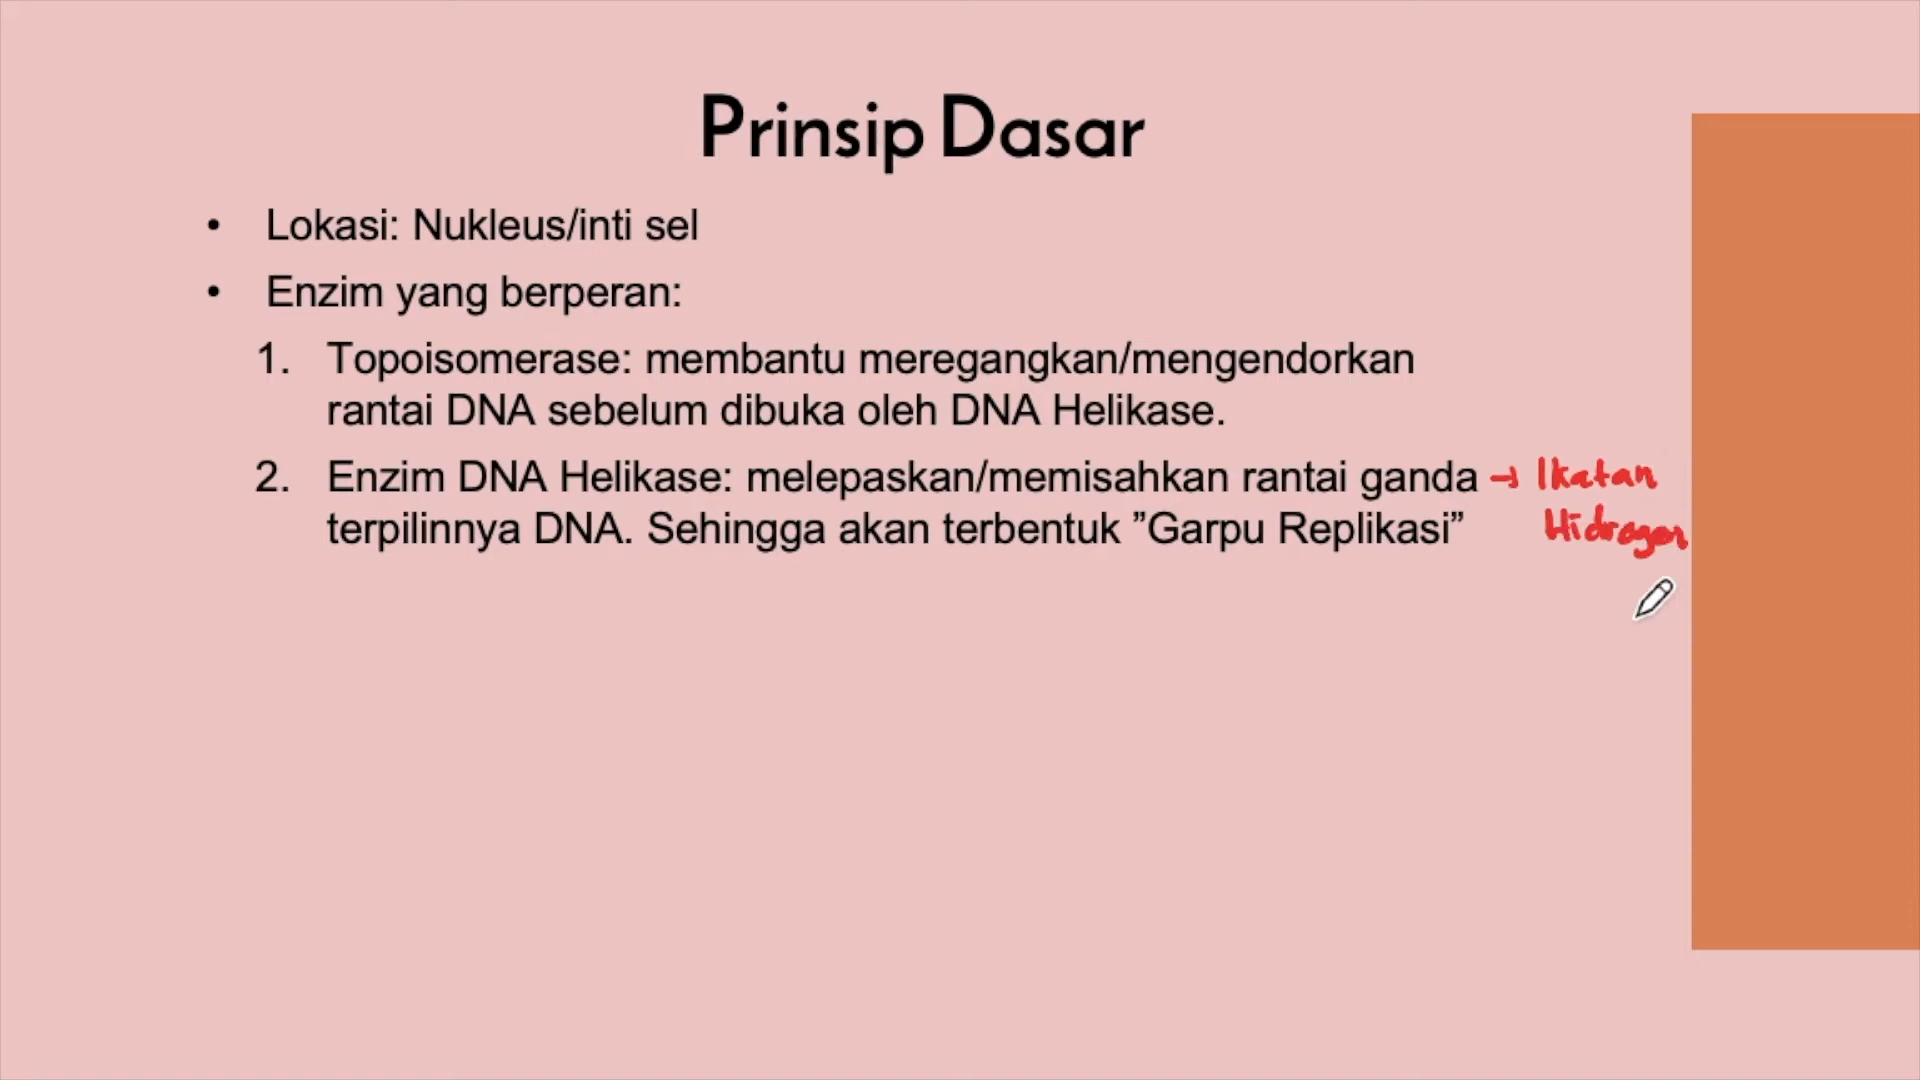 Prinsip Dasar
• Lokasi: Nukleus/inti sel
• Enzim yang berperan:
1. Topoisomerase: membantu meregangkan/mengendorkan
rantai DNA sebelum dibuka oleh DNA Helikase.
2. Enzim DNA Helikase: melepaskan/memisahkan rantai ganda → Ikatan
terpilinnya DNA. Sehingga akan terbentuk ”Garpu Replikasi” Hidrogen